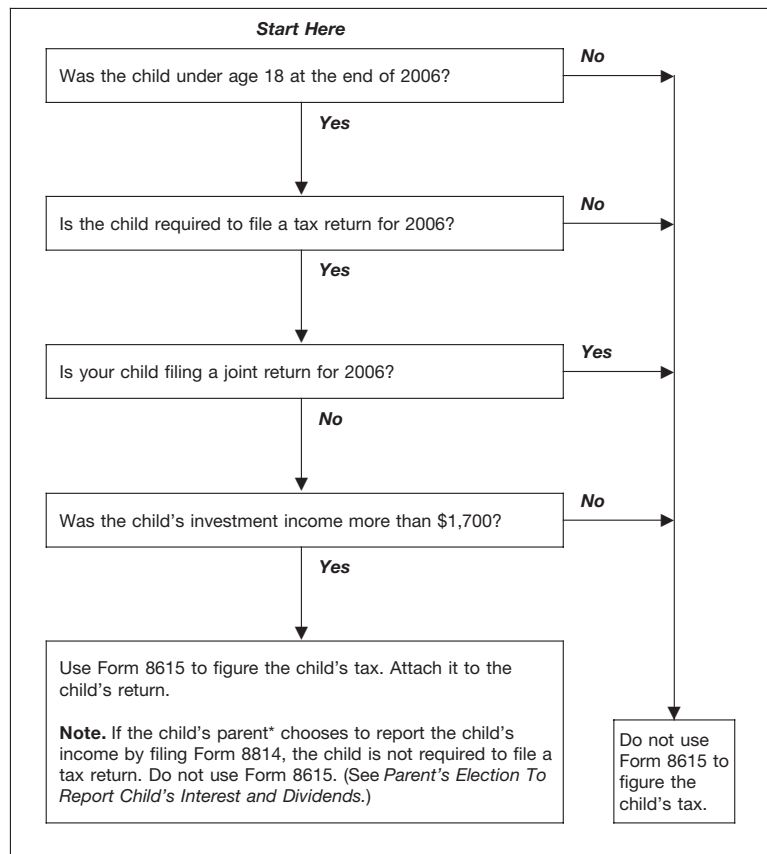 Start Here
Was the child under age 18 at the end of 2006?
No
Yes
Is the child required to file a tax return for 2006?
No
Yes
Is your child filing a joint return for 2006?
Yes
No
Was the child's investment income more than $1,700?
No
Yes
Use Form 8615 to figure the child's tax. Attach it to the
child's return.
Note. If the child's parent* chooses to report the child's
income by filing Form 8814, the child is not required to file a
tax return. Do not use Form 8615. (See Parent's Election To
Report Child's Interest and Dividends.)
Do not use
Form 8615 to
figure the
child's tax.